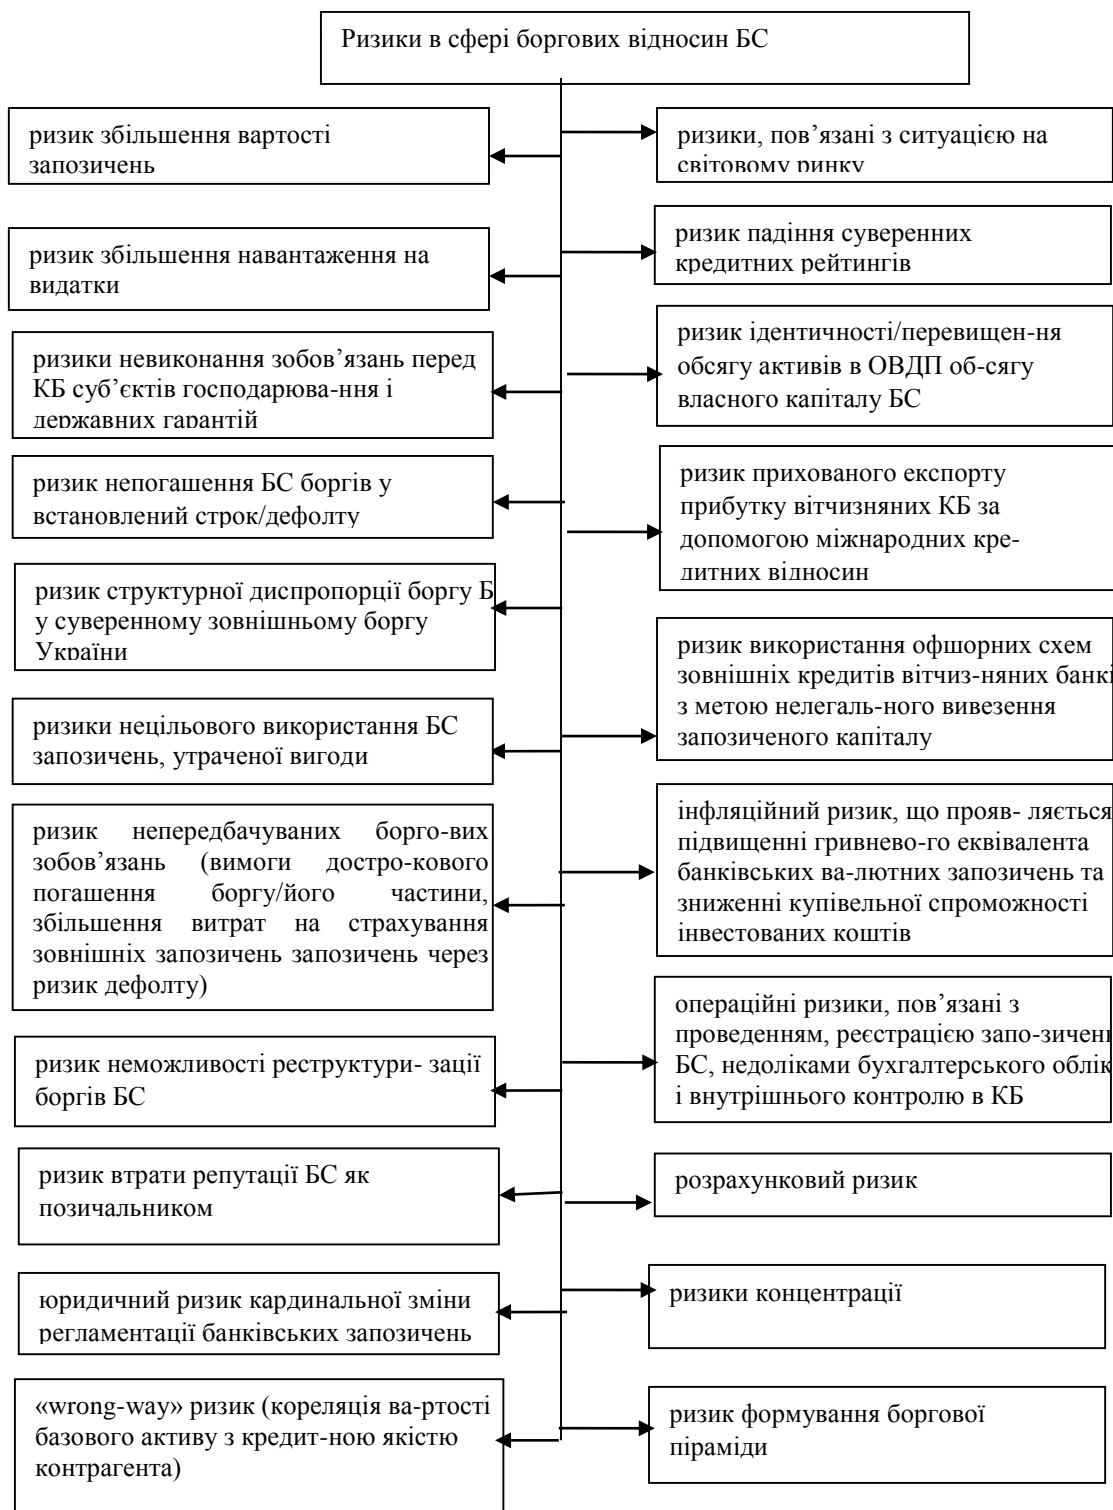 Ризики в сфері боргових відносин БС
ризик збільшення вартості
запозичень
ризик збільшення навантаження на
видатки
ризики невиконання зобов’язань перед
КБ суб’єктів господарюва-ння і
державних гарантій
ризик непогашення БС боргів у
встановлений строк/дефолту
ризик структурної диспропорції боргу Б
у суверенному зовнішньому боргу
України
ризики нецільового використання БС
запозичень, утраченої вигоди
ризик непередбачуваних борго-вих
зобов’язань (вимоги достро-кового
погашення боргу/його частини,
збільшення витрат на страхування
зовнішніх запозичень запозичень через
ризик дефолту)
ризик неможливості реструктури- зації
боргів БС
ризик втрати репутації БС як
позичальником
юридичний ризик кардинальної зміни
регламентації банківських запозичень
«wrong-way» ризик (кореляція ва-ртості
базового активу з кредит-ною якістю
контрагента)
ризики, пов’язані з ситуацією на
світовому ринку
ризик падіння суверенних
кредитних рейтингів
ризик ідентичності/перевищен-ня
обсягу активів в ОВДП об-сягу
власного капіталу БС
ризик прихованого експорту
прибутку вітчизняних КБ за
допомогою міжнародних кре-
дитних відносин
ризик використання офшорних схем
зовнішніх кредитів вітчиз-няних банкі
з метою нелегаль-ного вивезення
запозиченого капіталу
інфляційний ризик, що прояв- ляється
підвищенні гривнево-го еквівалента
банківських ва-лютних запозичень та
зниженні купівельної спроможності
інвестованих коштів
операційні ризики, пов’язані з
проведенням, реєстрацією запо-зичен
БС, недоліками бухгалтерського облік
і внутрішнього контролю в КБ
розрахунковий ризик
ризики концентрації
ризик формування боргової
піраміди